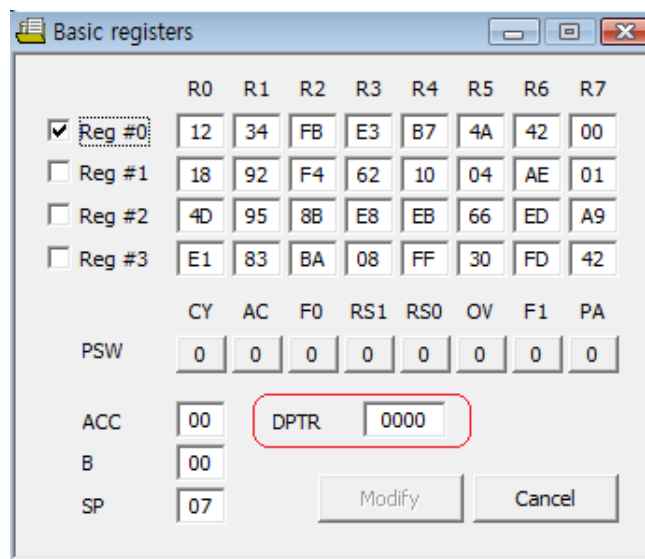 Basic registers
R0 R1 R2 R3 R4 R5 R6 R7
Reg #0 12 34 FB E3 B7 4A 42 00
Reg #1 18 92 F4 62 10 04 AE 01
Reg #2 4D 95 8B E8 EB 66 ED A9
Reg #3 E1 83 BA 08 FF 30 FD 42
CY AC F0 RS1 RS0 OV F1 PA
PSW 0 0 0 0 0 0 0 0
ACC 00 DPTR 0000
B 00
SP 07 Modify Cancel